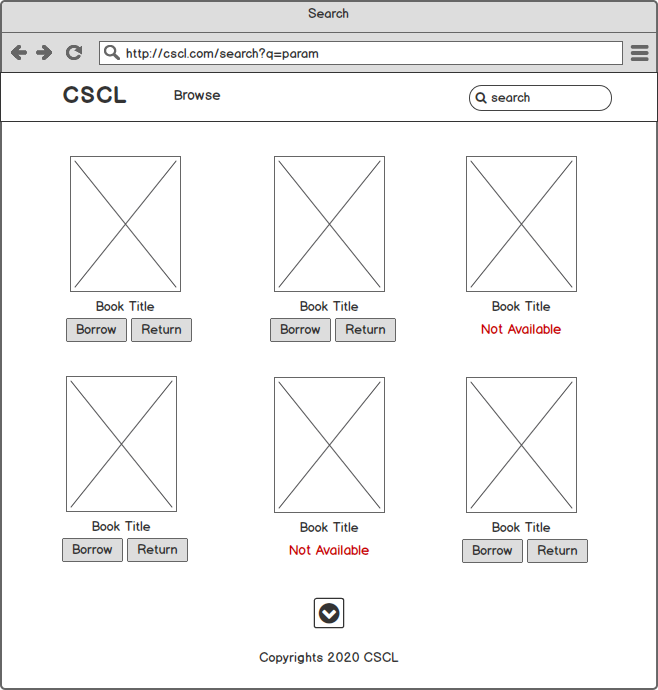 Search
http://cscl.com/search?q=param
CSCL Browse search
Book Title Book Title Book Title
Borrow Return Borrow Return Not Available
Book Title Book Title Book Title
Borrow Return Not Available Borrow Return
Copyrights 2020 CSCL